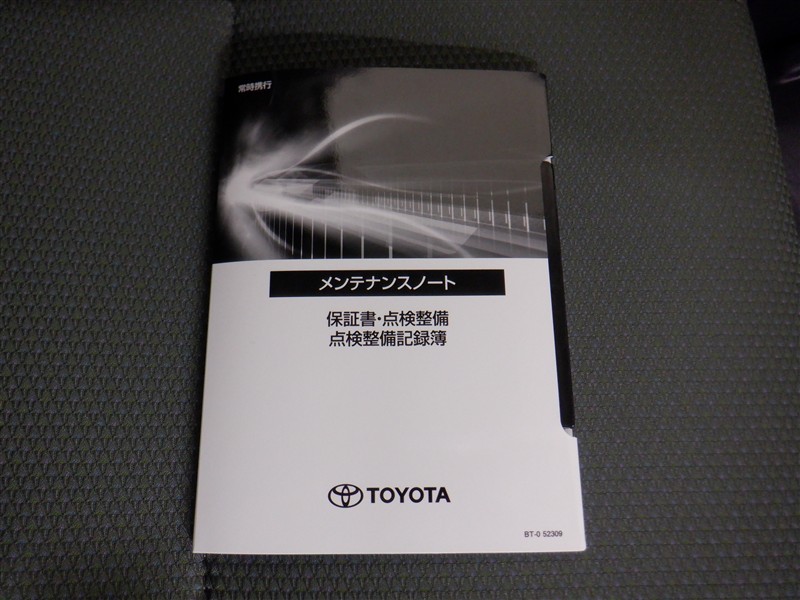 常時携行
メンテナンスノート
保証書・点検整備
点検整備記録簿
TOYOTA
BT-0 52309